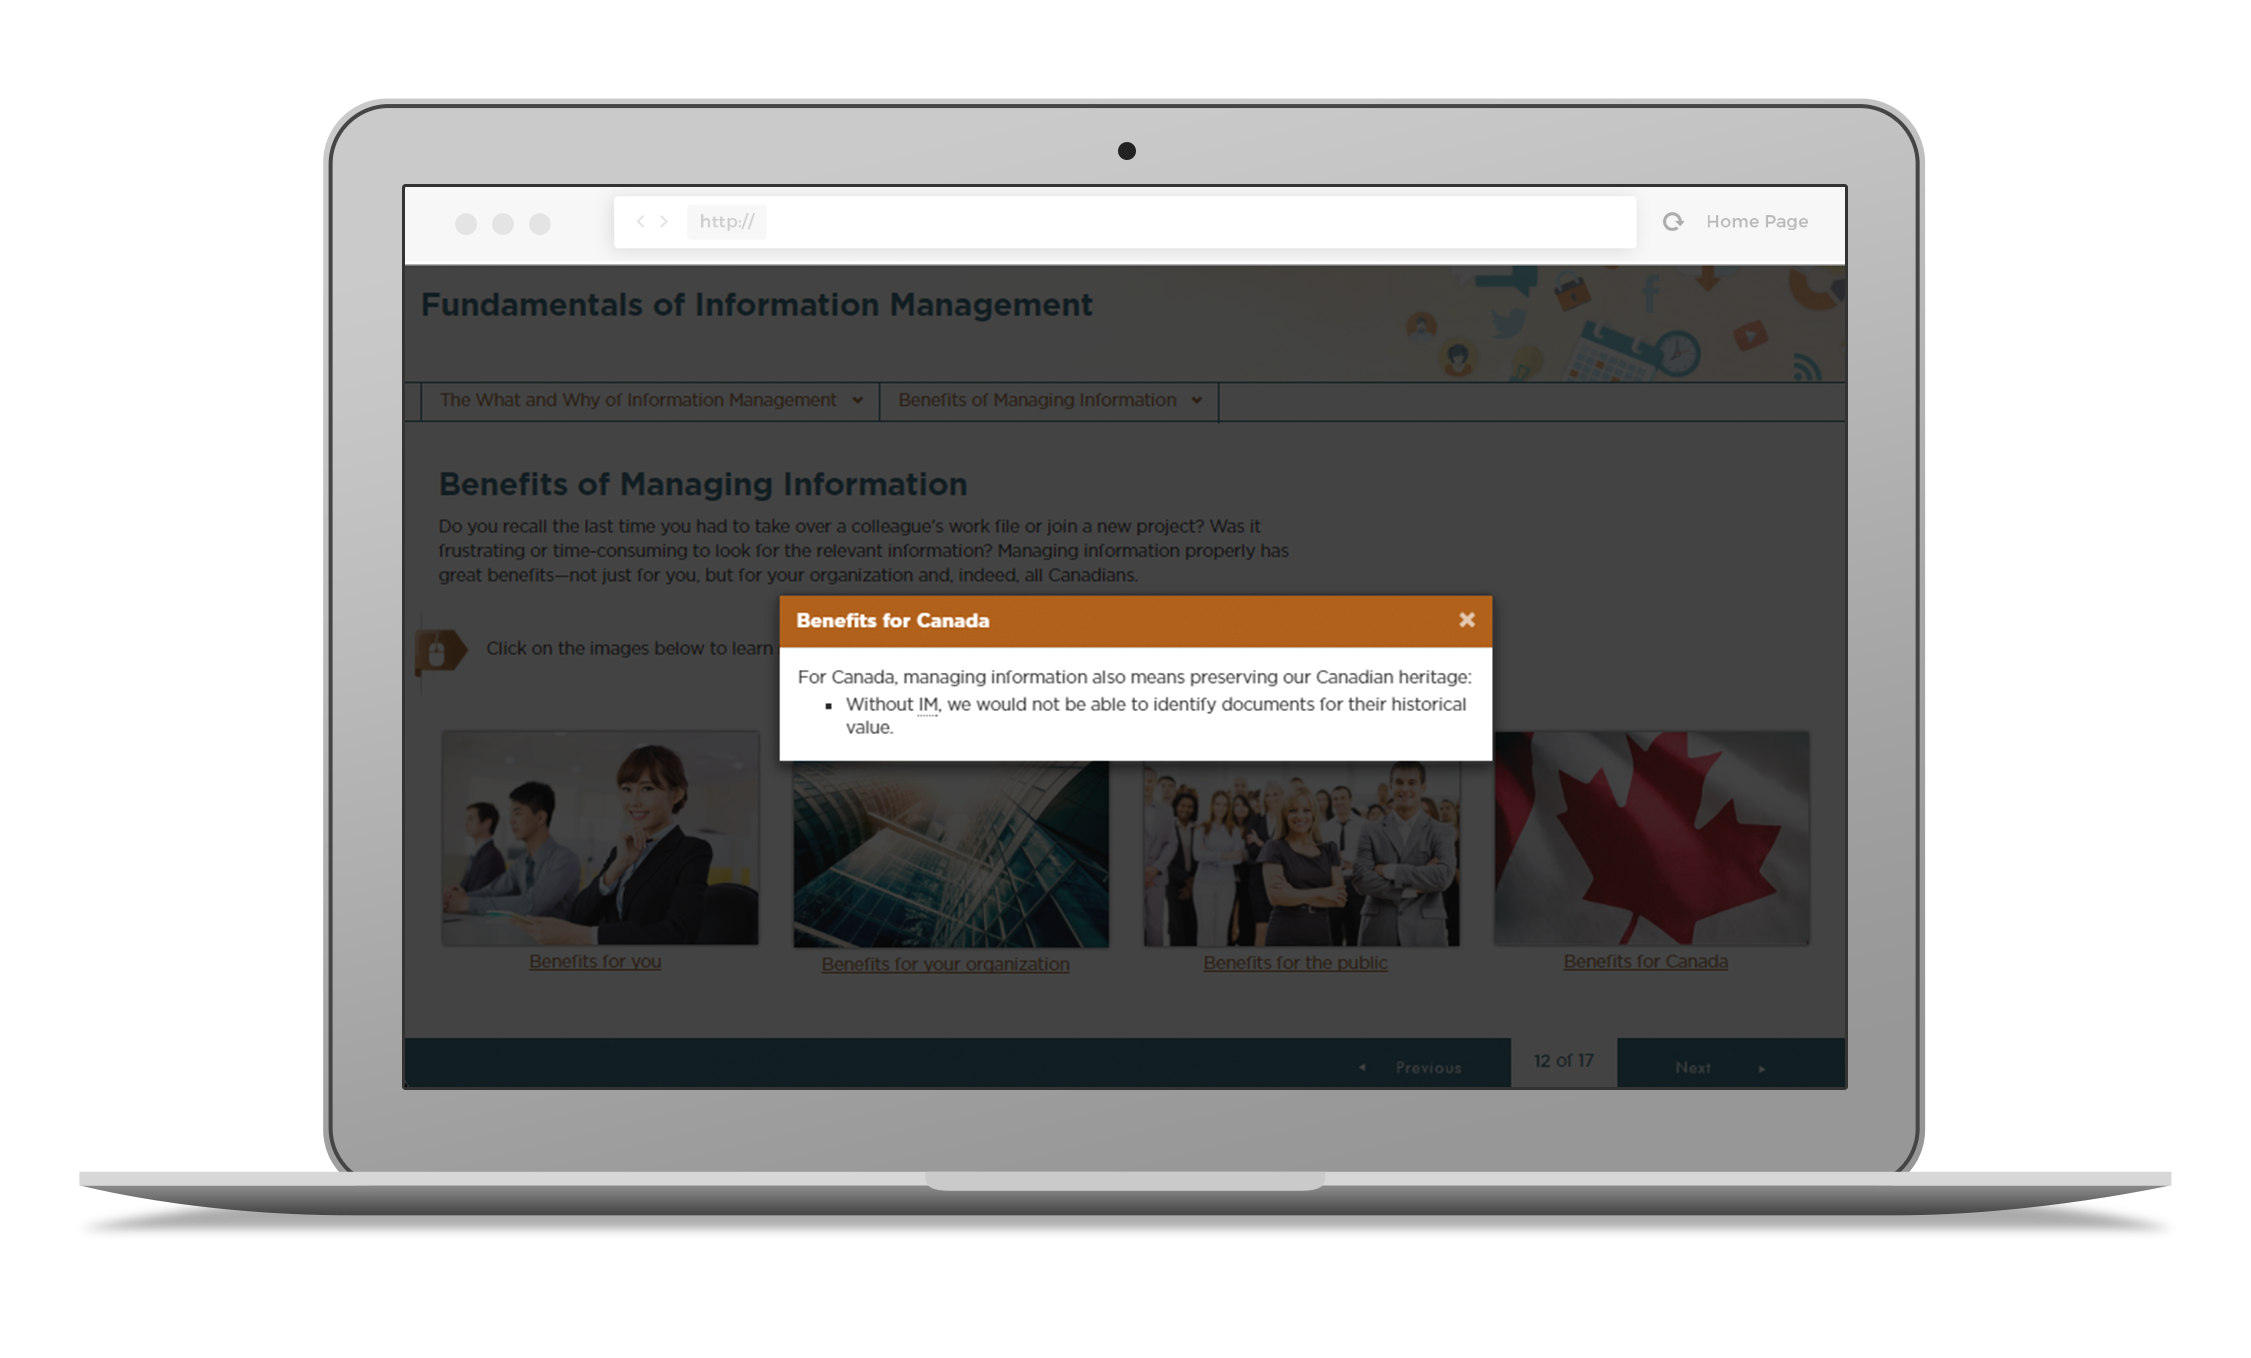 http://
Home Page
Fundamentals of Information Management
The What and Why of Information Management
Benefits of Managing Information
Benefits of Managing Information
Do you recall the last time you had to take over a colleague's work file or join a new project? Was it
frustrating or time-consuming to look for the relevant information? Managing information properly has
great benefits—not just for you, but for your organization and, indeed, all Canadians.
Click on the images below to learn
Benefits for Canada
For Canada, managing information also means preserving our Canadian heritage:
▪ Without IM, we would not be able to identify documents for their historical
value.
Benefits for you
Benefits for your organization
Benefits for the public
Benefits for Canada
Previous
12 of 17
Next